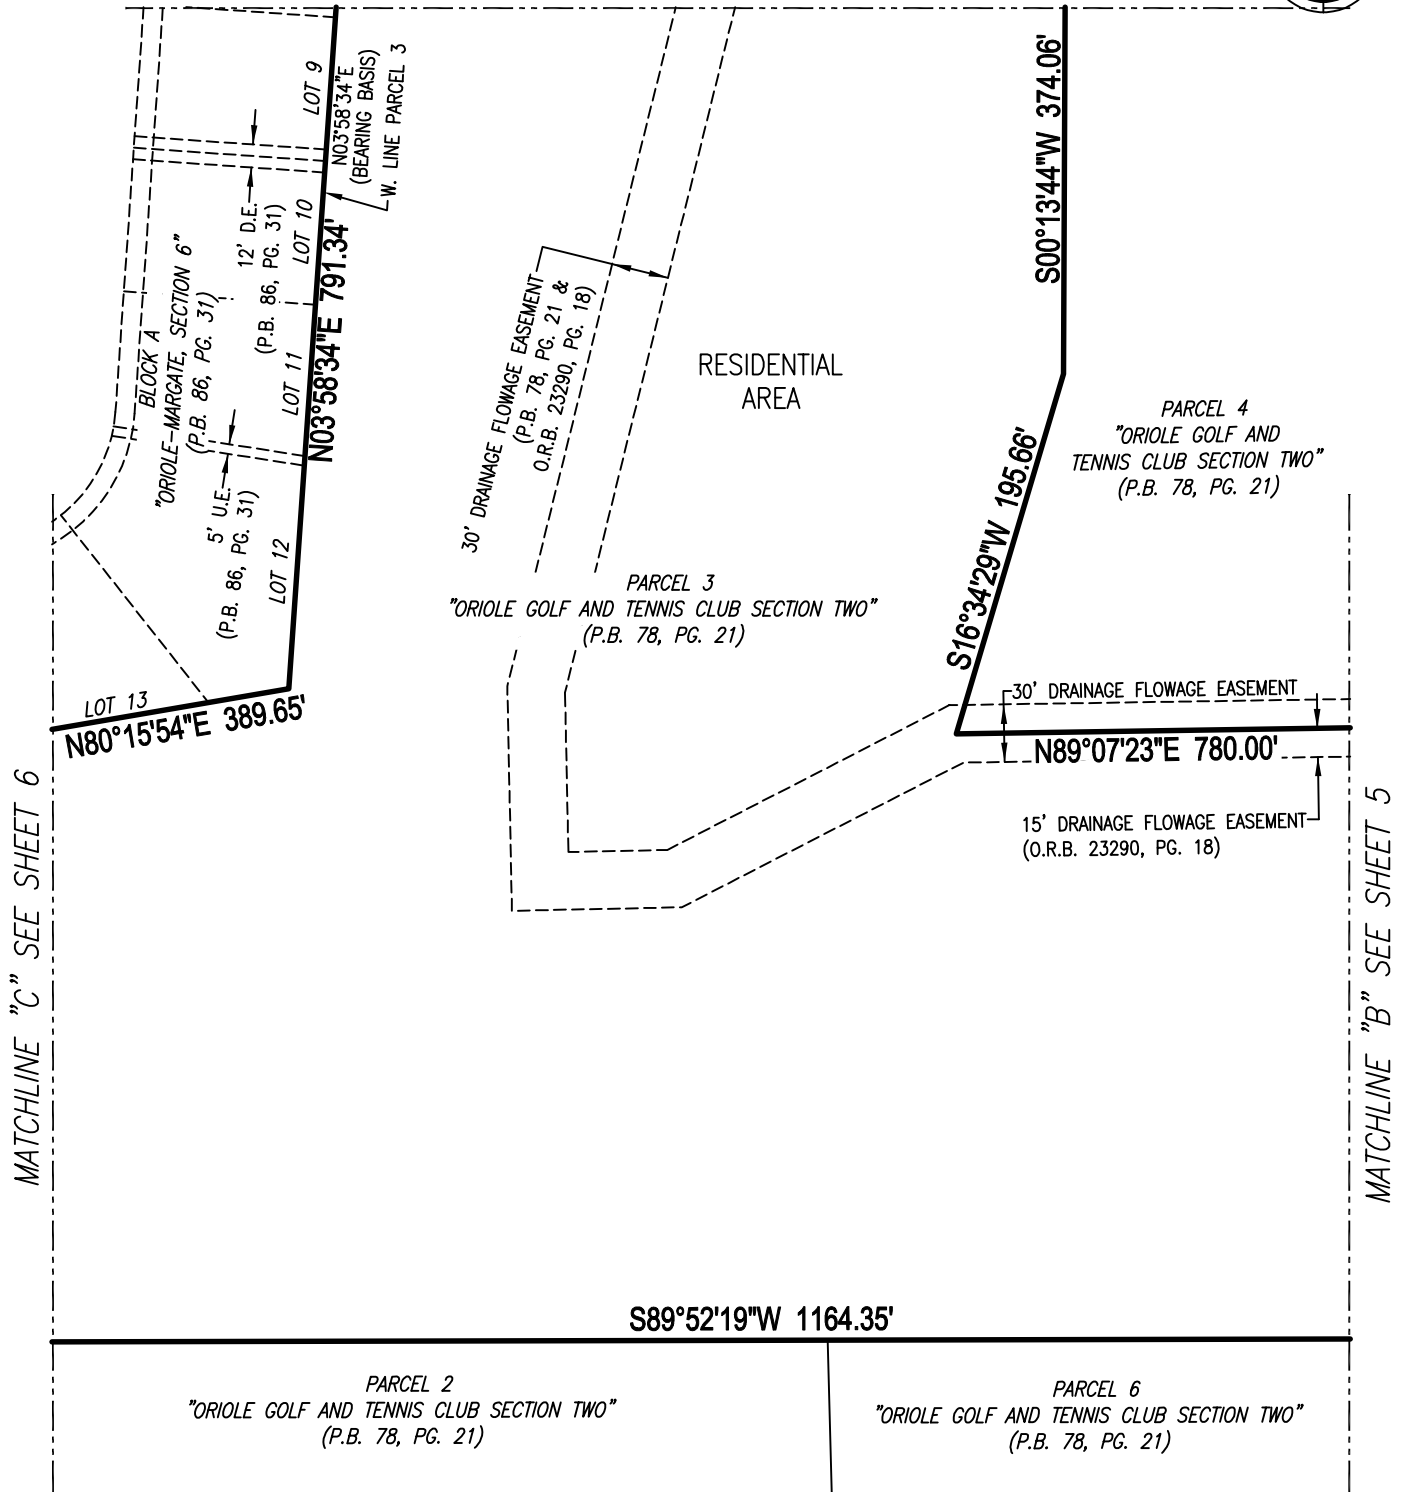 LOT 9
N03°58'34"E
(BEARING BASIS)
W. LINE PARCEL 3
12' D.E.
(P.B. 86, PG. 31)
LOT 10
N03°58'34"E 791.34'
BLOCK A
"ORIOLE-MARGATE, SECTION 6"
(P.B. 86, PG. 31)
LOT 11
5' U.E.
(P.B. 86, PG. 31)
LOT 12
LOT 13
N80°15'54"E 389.65'
30' DRAINAGE FLOWAGE EASEMENT
(P.B. 78, PG. 21 &
O.R.B. 23290, PG. 18)
RESIDENTIAL
AREA
S00°13'44"W 374.06'
PARCEL 4
"ORIOLE GOLF AND
TENNIS CLUB SECTION TWO"
(P.B. 78, PG. 21)
S16°34'29"W 195.66'
PARCEL 3
"ORIOLE GOLF AND TENNIS CLUB SECTION TWO"
(P.B. 78, PG. 21)
30' DRAINAGE FLOWAGE EASEMENT
N89°07'23"E 780.00'
15' DRAINAGE FLOWAGE EASEMENT
(O.R.B. 23290, PG. 18)
MATCHLINE "C" SEE SHEET 6
MATCHLINE "B" SEE SHEET 5
S89°52'19"W 1164.35'
PARCEL 2
"ORIOLE GOLF AND TENNIS CLUB SECTION TWO"
(P.B. 78, PG. 21)
PARCEL 6
"ORIOLE GOLF AND TENNIS CLUB SECTION TWO"
(P.B. 78, PG. 21)